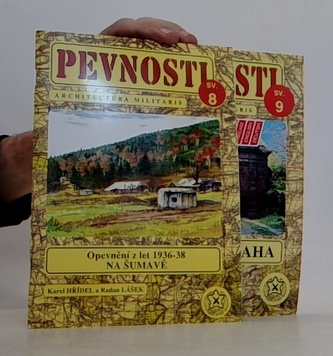 PEVNOSTI
SV.
8
ARCHITECTURA MILITARIS
Opevnění z let 1936-38
NA ŠUMAVĚ
Karel HŘÍDEL a Radan LÁŠEK
STI
SV.
9
ARIS
AHA